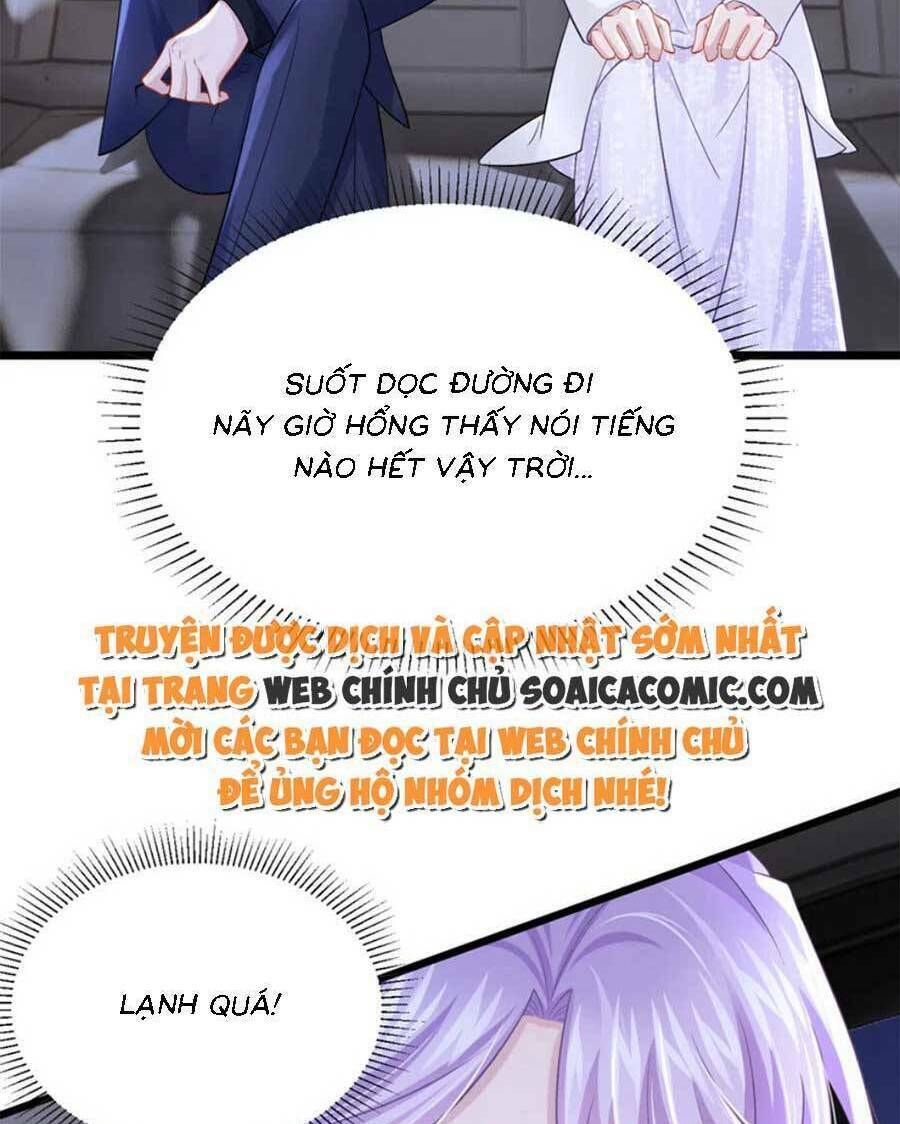 SUỐT DỌC ĐƯỜNG ĐI
NÃY GIỜ HỔNG THẤY NÓI TIẾNG
NÀO HẾT VẬY TRỜI...
TRUYỆN ĐƯỢC DỊCH VÀ CẬP NHẬT SỚM NHẤT
TẠI TRANG WEB CHÍNH CHỦ SOAICACOMIC.COM
MỜI CÁC BẠN ĐỌC TẠI WEB CHÍNH CHỦ
ĐỂ ỦNG HỘ NHÓM DỊCH NHÉ!
LẠNH QUÁ!